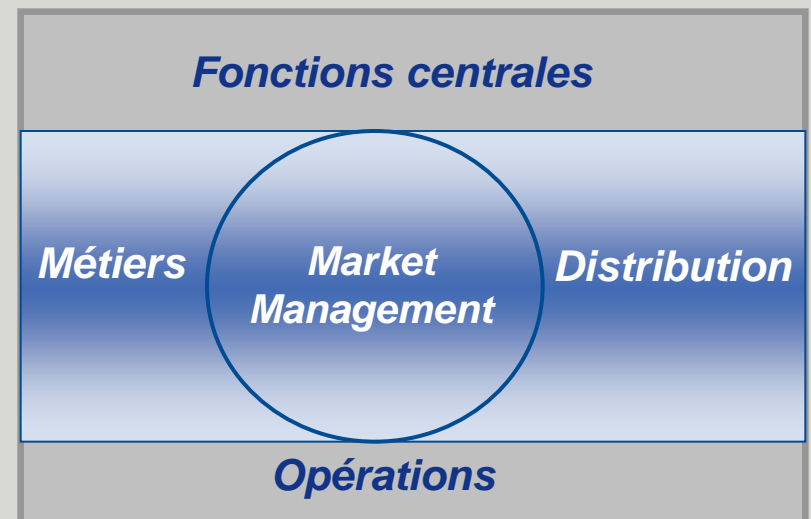 Fonctions centrales
Métiers
Market
Management
Distribution
Opérations